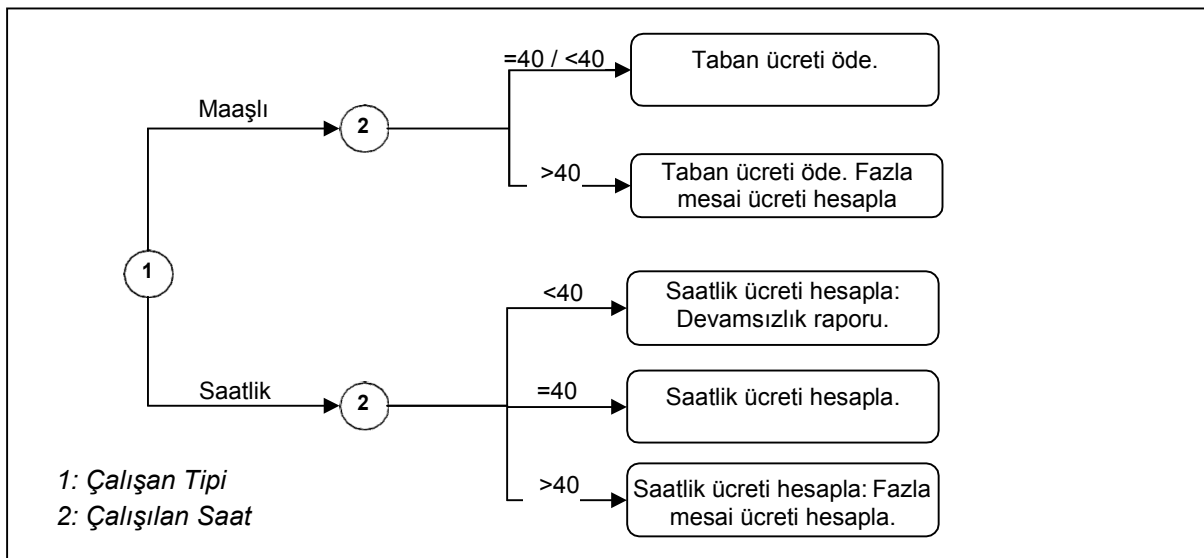 =40 / <40
Taban ücreti öde.
Maaşlı
2
>40
Taban ücreti öde. Fazla
mesai ücreti hesapla
1
<40
Saatlik ücreti hesapla:
Devamsızlık raporu.
Saatlik
2
=40
Saatlik ücreti hesapla.
>40
Saatlik ücreti hesapla: Fazla
mesai ücreti hesapla.
1: Çalışan Tipi
2: Çalışılan Saat